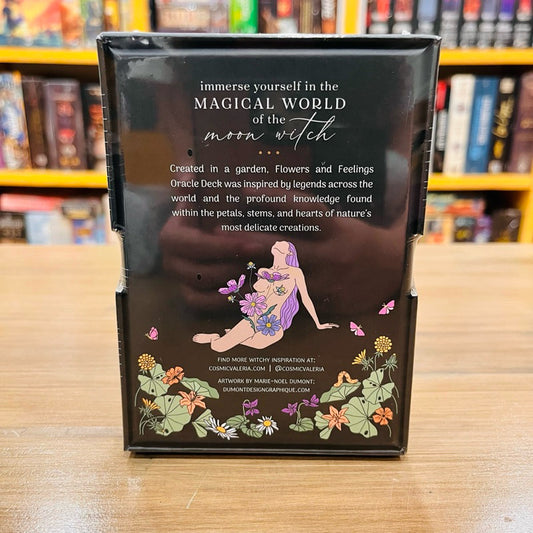 immerse yourself in the
MAGICAL WORLD
of the
moon witch
Created in a garden, Flowers and Feelings
Oracle Deck was inspired by legends across the
world and the profound knowledge found
within the petals, stems, and hearts of nature's
most delicate creations.
FIND MORE WITCHY INSPIRATION AT:
COSMICVALERIA.COM | @COSMICVALERIA
ARTWORK BY MARIE-NOEL DUMONT:
DUMONTDESIGNGRAPHIQUE.COM